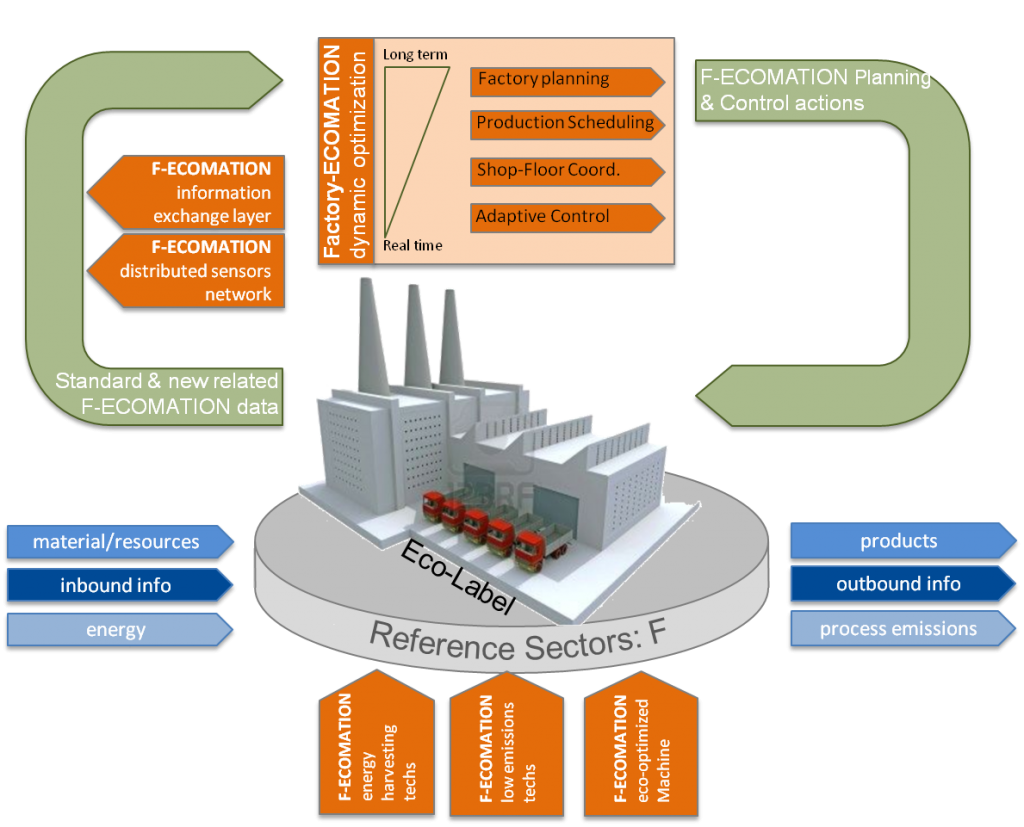 Factory-ECOMATION
dynamic optimization
Long term
Real time
Factory planning
Production Scheduling
Shop-Floor Coord.
Adaptive Control
F-ECOMATION Planning
& Control actions
F-ECOMATION
information
exchange layer
F-ECOMATION
distributed sensors
network
Standard & new related
F-ECOMATION data
material/resources
inbound info
energy
Eco-Label
Reference Sectors: F
products
outbound info
process emissions
F-ECOMATION
energy
harvesting
techs
F-ECOMATION
low emissions
techs
F-ECOMATION
eco-optimized
Machine